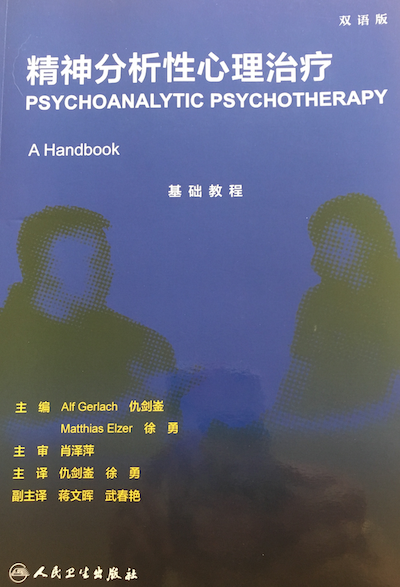 双语版
精神分析性心理治疗
PSYCHOANALYTIC PSYCHOTHERAPY
A Handbook
基础教程
主 编 Alf Gerlach 仇剑崟
Matthias Elzer 徐 勇
主 审 肖泽萍
主 译 仇剑崟 徐 勇
副主译 蒋文晖 武春艳
人民卫生出版社